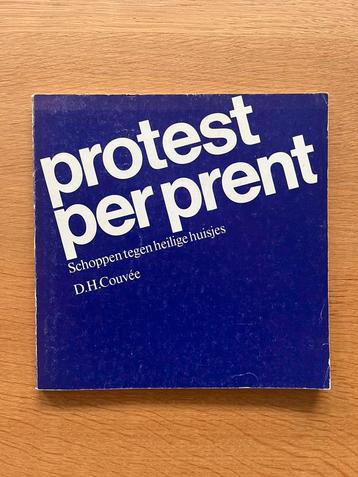 protest
per prent
Schoppen tegen heilige huisjes
D.H.Couvée